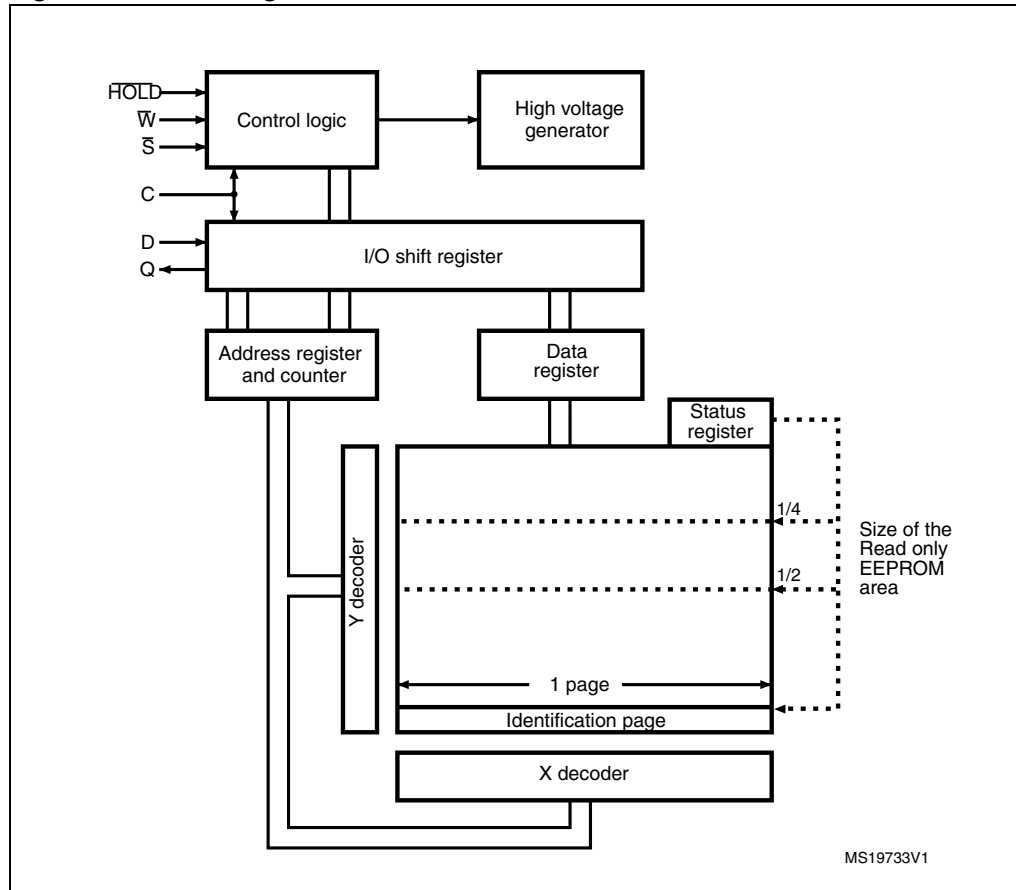 HOLD
W
S
C
D
Q
Control logic
High voltage
generator
I/O shift register
Address register
and counter
Data
register
Status
register
Y decoder
1/4
1/2
Size of the
Read only
EEPROM
area
1 page
Identification page
X decoder
MS19733V1